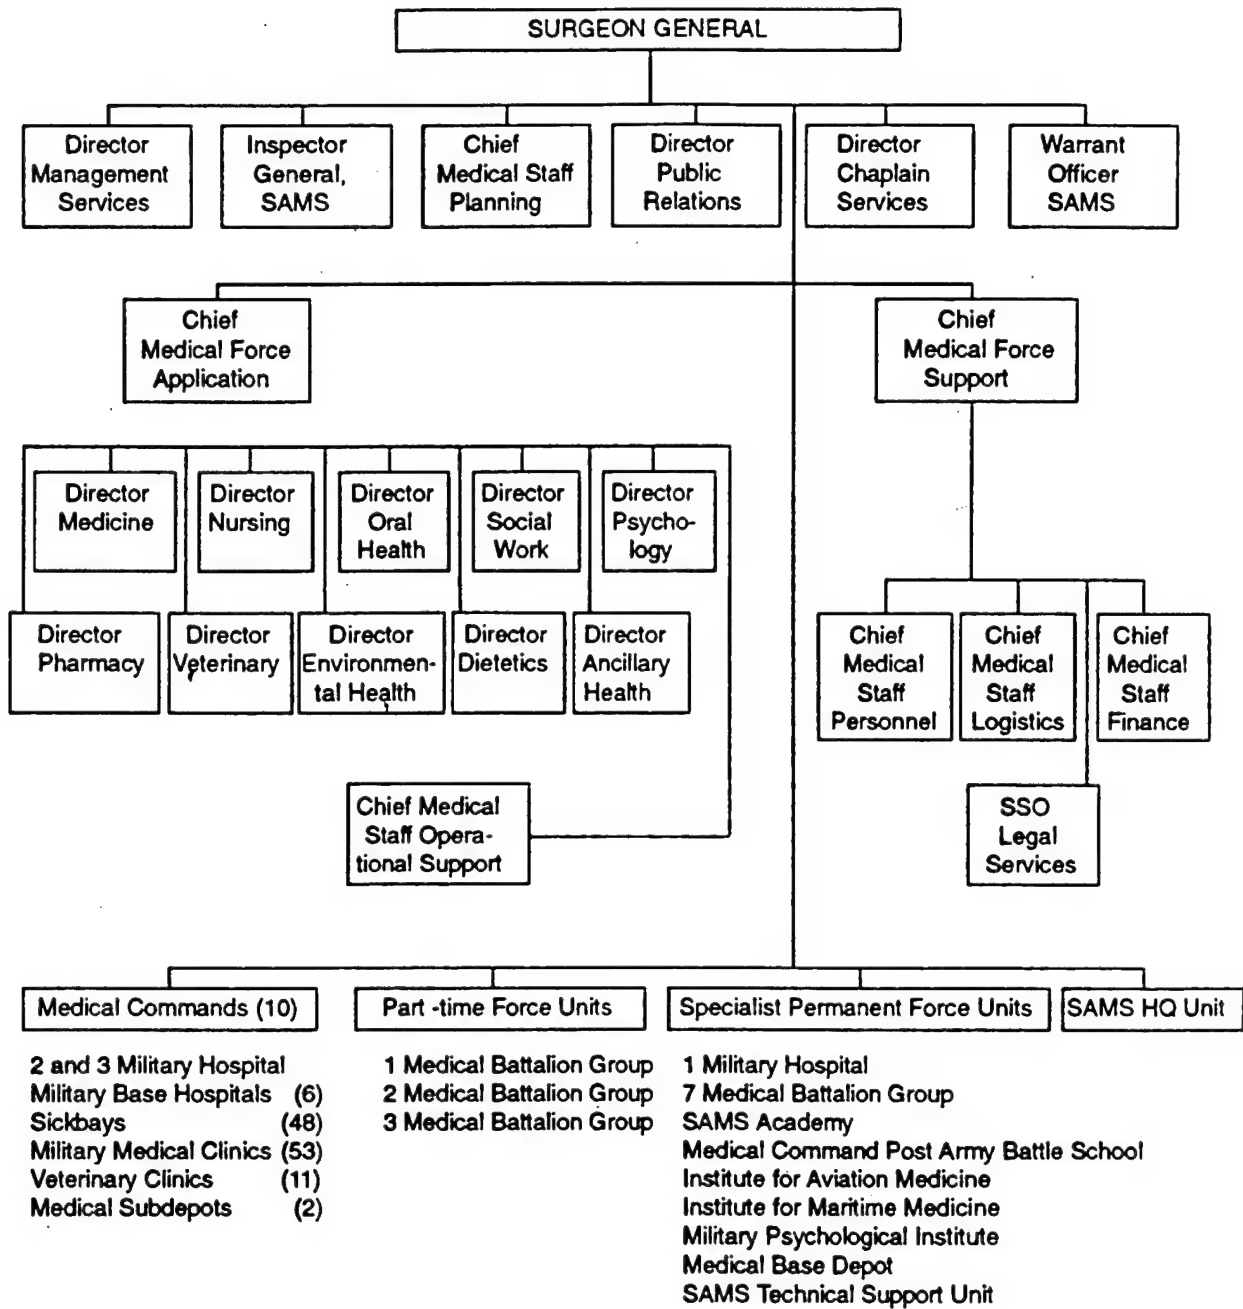 SURGEON GENERAL
Director
Management
Services
Inspector
General,
SAMS
Chief
Medical Staff
Planning
Director
Public
Relations
Director
Chaplain
Services
Warrant
Officer
SAMS
Chief
Medical Force
Application
Chief
Medical Force
Support
Director
Medicine
Director
Nursing
Director
Oral
Health
Director
Social
Work
Director
Psycho-
logy
Director
Pharmacy
Director
Veterinary
Director
Environmen-
tal Health
Director
Dietetics
Director
Ancillary
Health
Chief
Medical
Staff
Personnel
Chief
Medical
Staff
Logistics
Chief
Medical
Staff
Finance
Chief Medical
Staff Opera-
tional Support
SSO
Legal
Services
Medical Commands (10)
2 and 3 Military Hospital
Military Base Hospitals (6)
Sickbays (48)
Military Medical Clinics (53)
Veterinary Clinics (11)
Medical Subdepots (2)
Part -time Force Units
1 Medical Battalion Group
2 Medical Battalion Group
3 Medical Battalion Group
Specialist Permanent Force Units
1 Military Hospital
7 Medical Battalion Group
SAMS Academy
Medical Command Post Army Battle School
Institute for Aviation Medicine
Institute for Maritime Medicine
Military Psychological Institute
Medical Base Depot
SAMS Technical Support Unit
SAMS HQ Unit